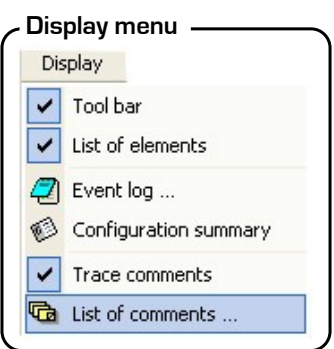 Display menu
Display
Tool bar
List of elements
Event log ...
Configuration summary
Trace comments
List of comments ...